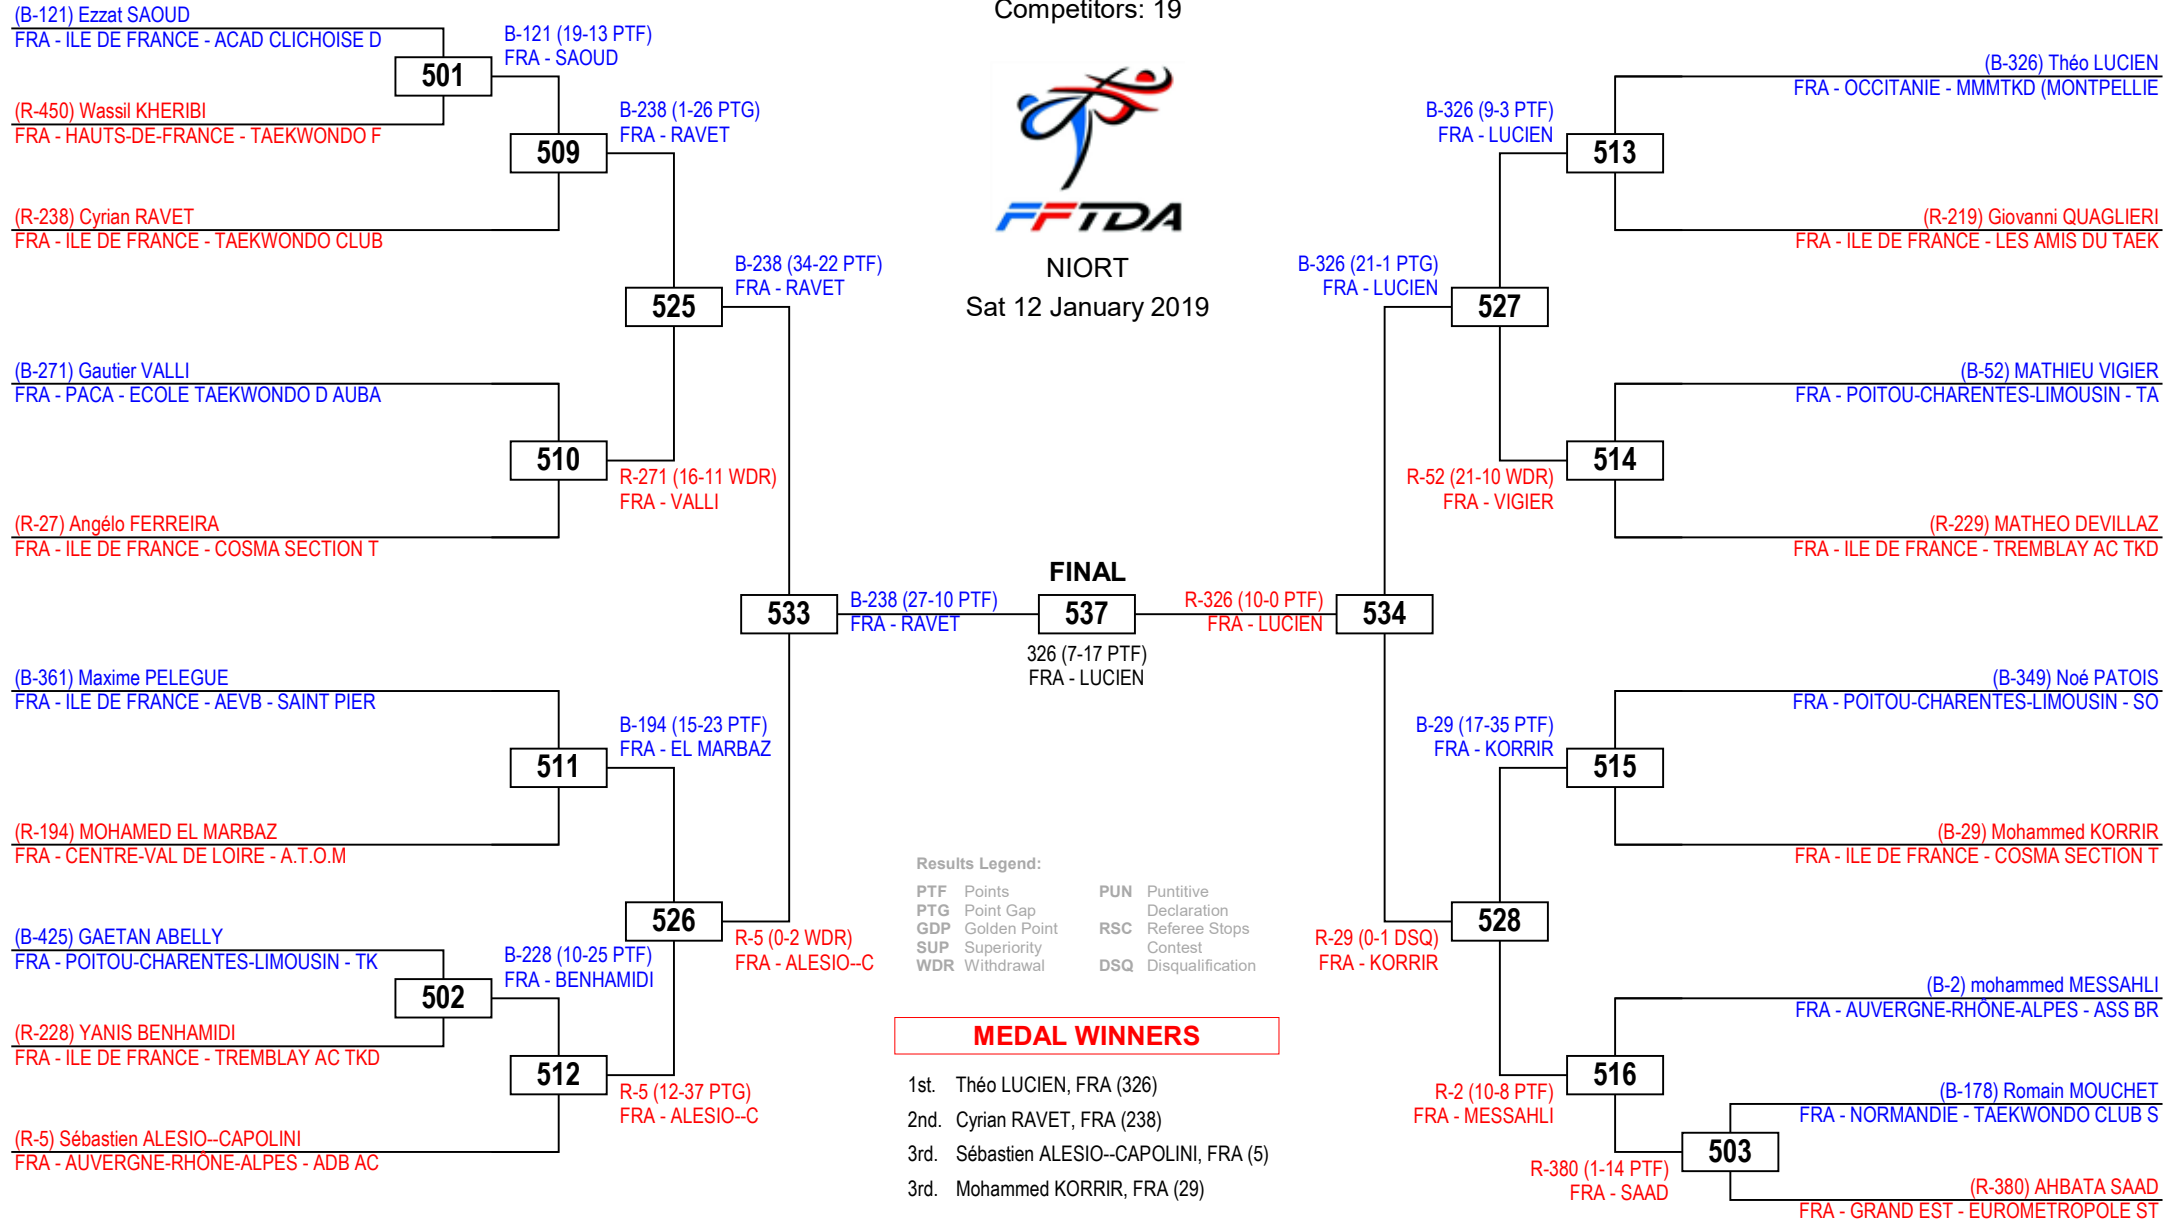 Competitors: 19
FFTDA
NIORT
Sat 12 January 2019
(B-121) Ezzat SAOUD
FRA - ILE DE FRANCE - ACAD CLICHOISE D
501
(R-450) Wassil KHERIBI
FRA - HAUTS-DE-FRANCE - TAEKWONDO F
B-121 (19-13 PTF)
FRA - SAOUD
509
(R-238) Cyrian RAVET
FRA - ILE DE FRANCE - TAEKWONDO CLUB
B-238 (1-26 PTG)
FRA - RAVET
525
B-238 (34-22 PTF)
FRA - RAVET
(B-271) Gautier VALLI
FRA - PACA - ECOLE TAEKWONDO D AUBA
510
R-271 (16-11 WDR)
FRA - VALLI
(R-27) Angélo FERREIRA
FRA - ILE DE FRANCE - COSMA SECTION T
533
B-238 (27-10 PTF)
FRA - RAVET
(B-361) Maxime PELEGUE
FRA - ILE DE FRANCE - AEVB - SAINT PIER
511
B-194 (15-23 PTF)
FRA - EL MARBAZ
(R-194) MOHAMED EL MARBAZ
FRA - CENTRE-VAL DE LOIRE - A.T.O.M
526
R-5 (0-2 WDR)
FRA - ALESIO--C
(B-425) GAETAN ABELLY
FRA - POITOU-CHARENTES-LIMOUSIN - TK
502
B-228 (10-25 PTF)
FRA - BENHAMIDI
(R-228) YANIS BENHAMIDI
FRA - ILE DE FRANCE - TREMBLAY AC TKD
512
R-5 (12-37 PTG)
FRA - ALESIO--C
(R-5) Sébastien ALESIO--CAPOLINI
FRA - AUVERGNE-RHÔNE-ALPES - ADB AC
FINAL
537
326 (7-17 PTF)
FRA - LUCIEN
(B-326) Théo LUCIEN
FRA - OCCITANIE - MMMTKD (MONTPELLIE
B-326 (9-3 PTF)
FRA - LUCIEN
513
(R-219) Giovanni QUAGLIERI
FRA - ILE DE FRANCE - LES AMIS DU TAEK
B-326 (21-1 PTG)
FRA - LUCIEN
527
(B-52) MATHIEU VIGIER
FRA - POITOU-CHARENTES-LIMOUSIN - TA
514
R-52 (21-10 WDR)
FRA - VIGIER
(R-229) MATHEO DEVILLAZ
FRA - ILE DE FRANCE - TREMBLAY AC TKD
R-326 (10-0 PTF)
FRA - LUCIEN
534
(B-349) Noé PATOIS
FRA - POITOU-CHARENTES-LIMOUSIN - SO
B-29 (17-35 PTF)
FRA - KORRIR
515
(B-29) Mohammed KORRIR
FRA - ILE DE FRANCE - COSMA SECTION T
528
R-29 (0-1 DSQ)
FRA - KORRIR
(B-2) mohammed MESSAHLI
FRA - AUVERGNE-RHÔNE-ALPES - ASS BR
516
R-2 (10-8 PTF)
FRA - MESSAHLI
(B-178) Romain MOUCHET
FRA - NORMANDIE - TAEKWONDO CLUB S
503
R-380 (1-14 PTF)
FRA - SAAD
(R-380) AHBATA SAAD
FRA - GRAND EST - EUROMETROPOLE ST
Results Legend:
PTF Points
PTG Point Gap
GDP Golden Point
SUP Superiority
WDR Withdrawal
PUN Puntitive
Declaration
RSC Referee Stops
Contest
DSQ Disqualification
MEDAL WINNERS
1st. Théo LUCIEN, FRA (326)
2nd. Cyrian RAVET, FRA (238)
3rd. Sébastien ALESIO--CAPOLINI, FRA (5)
3rd. Mohammed KORRIR, FRA (29)